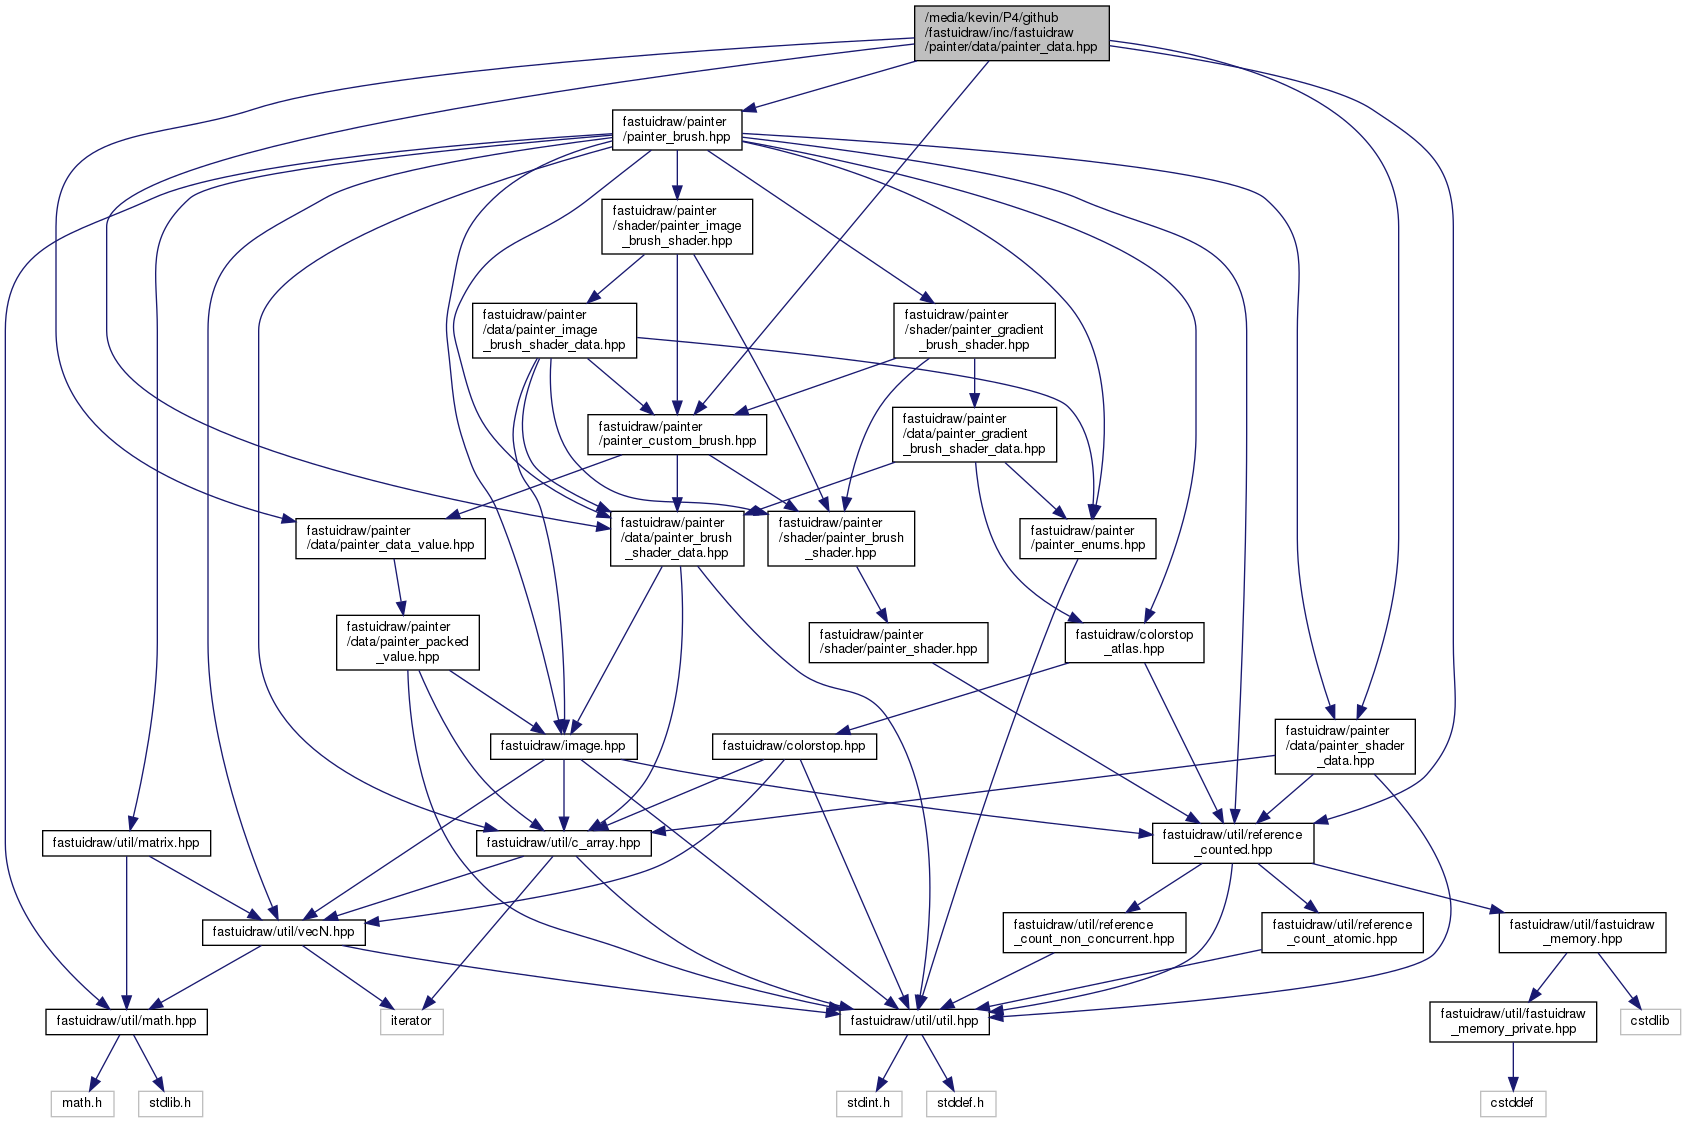 /media/kevin/P4/github
/fastuidraw/inc/fastuidraw
/painter/data/painter_data.hpp
fastuidraw/painter
/painter_brush.hpp
fastuidraw/painter
/shader/painter_image
_brush_shader.hpp
fastuidraw/painter
/data/painter_image
_brush_shader_data.hpp
fastuidraw/painter
/shader/painter_gradient
_brush_shader.hpp
fastuidraw/painter
/painter_custom_brush.hpp
fastuidraw/painter
/data/painter_gradient
_brush_shader_data.hpp
fastuidraw/painter
/data/painter_data_value.hpp
fastuidraw/painter
/data/painter_brush
_shader_data.hpp
fastuidraw/painter
/shader/painter_brush
_shader.hpp
fastuidraw/painter
/painter_enums.hpp
fastuidraw/painter
/data/painter_packed
_value.hpp
fastuidraw/painter
/shader/painter_shader.hpp
fastuidraw/colorstop
_atlas.hpp
fastuidraw/image.hpp
fastuidraw/colorstop.hpp
fastuidraw/painter
/data/painter_shader
_data.hpp
fastuidraw/util/matrix.hpp
fastuidraw/util/c_array.hpp
fastuidraw/util/reference
_counted.hpp
fastuidraw/util/vecN.hpp
fastuidraw/util/reference
_count_non_concurrent.hpp
fastuidraw/util/reference
_count_atomic.hpp
fastuidraw/util/fastuidraw
_memory.hpp
fastuidraw/util/math.hpp
iterator
fastuidraw/util/util.hpp
fastuidraw/util/fastuidraw
_memory_private.hpp
cstdlib
math.h
stdlib.h
stdint.h
stddef.h
cstddef